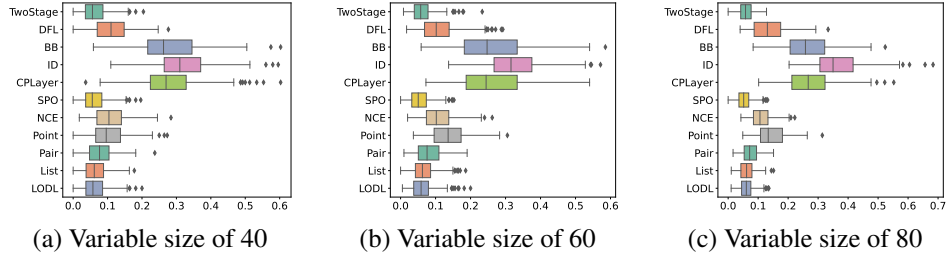 TwoStage
DFL
BB
ID
CPLayer
SPO
NCE
Point
Pair
List
LODL
0.0 0.1 0.2 0.3 0.4 0.5 0.6
(a) Variable size of 40
TwoStage
DFL
BB
ID
CPLayer
SPO
NCE
Point
Pair
List
LODL
0.0 0.1 0.2 0.3 0.4 0.5 0.6
(b) Variable size of 60
TwoStage
DFL
BB
ID
CPLayer
SPO
NCE
Point
Pair
List
LODL
0.0 0.1 0.2 0.3 0.4 0.5 0.6 0.7
(c) Variable size of 80